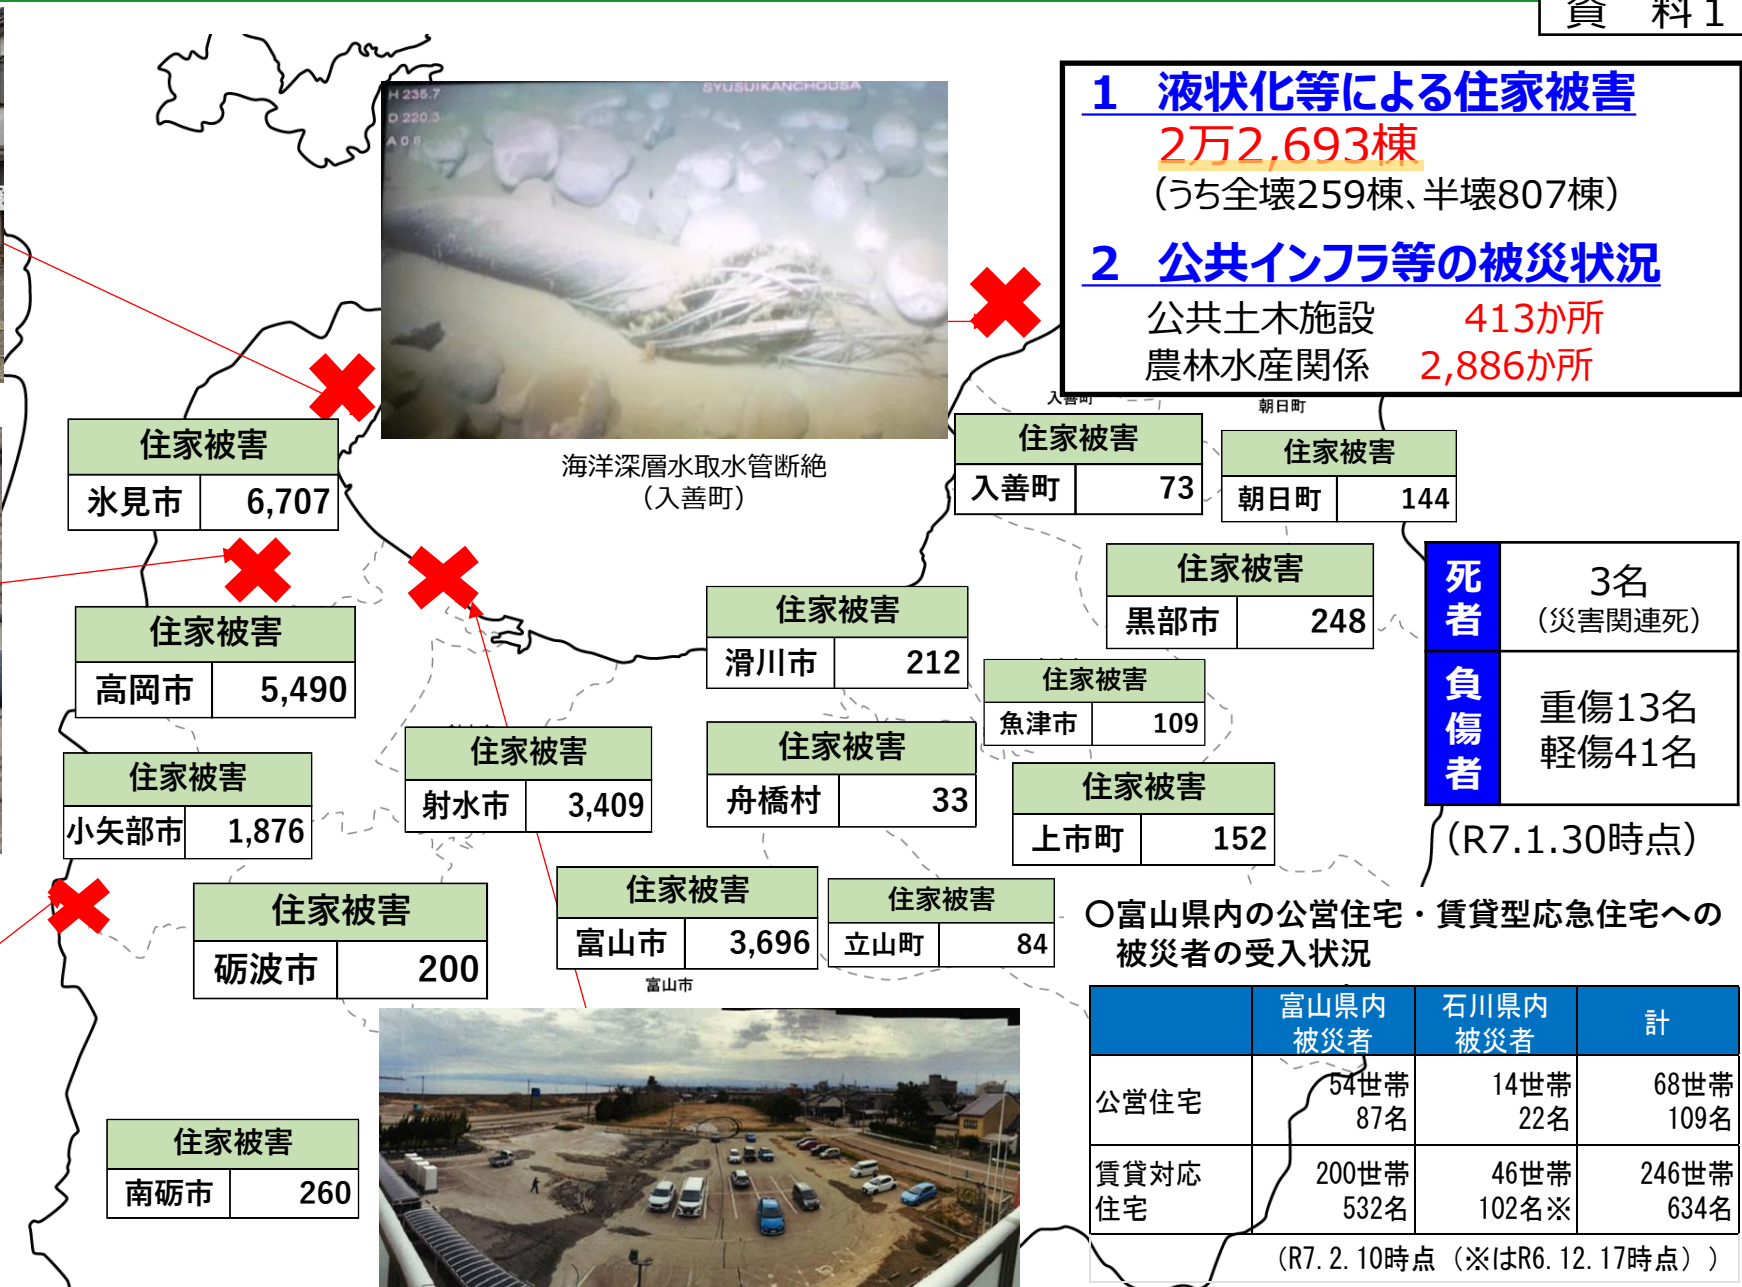 資　料１
H 236.7
D 220.3
A 0.6
SYUSUIKANCHOUSA
１　液状化等による住家被害
2万2,693棟
（うち全壊259棟、半壊807棟）
２　公共インフラ等の被災状況
公共土木施設　413か所
農林水産関係　2,886か所
入善町
朝日町
海洋深層水取水管断絶
（入善町）
住家被害
氷見市　6,707
住家被害
入善町　73
住家被害
朝日町　144
住家被害
高岡市　5,490
住家被害
滑川市　212
住家被害
黒部市　248
住家被害
魚津市　109
住家被害
小矢部市　1,876
住家被害
射水市　3,409
住家被害
舟橋村　33
住家被害
上市町　152
住家被害
砺波市　200
住家被害
富山市　3,696
住家被害
立山町　84
富山市
住家被害
南砺市　260
死者　3名
（災害関連死）
負傷者　重傷13名
軽傷41名
（R7.1.30時点）
〇富山県内の公営住宅・賃貸型応急住宅への
被災者の受入状況
富山県内被災者　石川県内被災者　計
公営住宅　54世帯　14世帯　68世帯
87名　22名　109名
賃貸対応住宅　200世帯　46世帯　246世帯
532名　102名※　634名
（R7.2.10時点（※はR6.12.17時点））